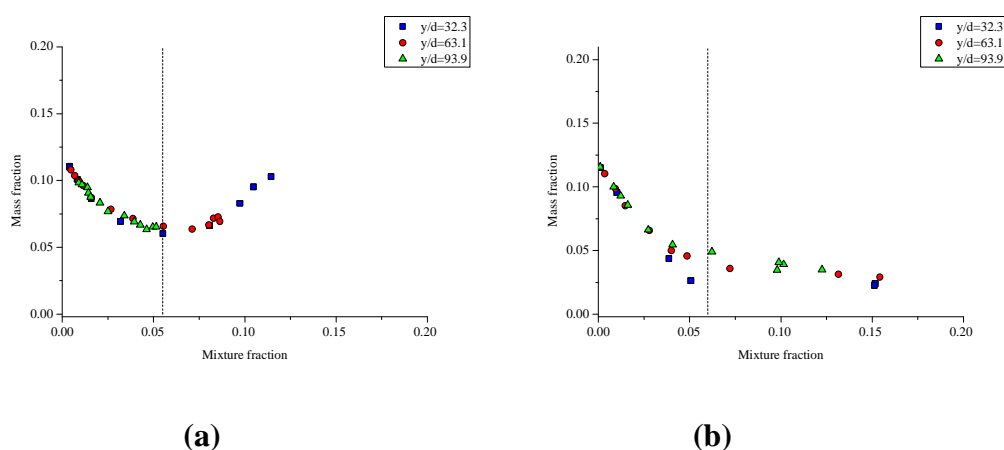 y/d=32.3
y/d=63.1
y/d=93.9
0.20
0.15
0.10
0.05
0.00
Mass fraction
0.00 0.05 0.10 0.15 0.20
Mixture fraction
(a)
y/d=32.3
y/d=63.1
y/d=93.9
0.20
0.15
0.10
0.05
0.00
Mass fraction
0.00 0.05 0.10 0.15 0.20
Mixture fraction
(b)